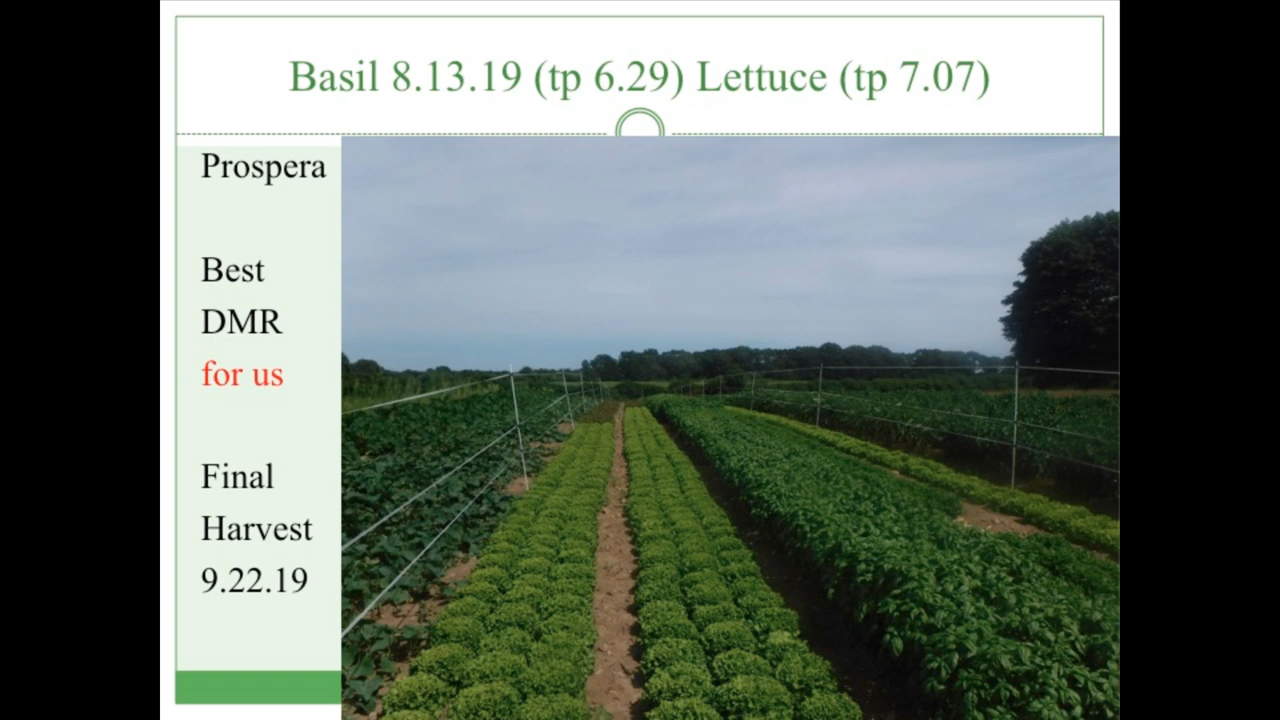 Basil 8.13.19 (tp 6.29) Lettuce (tp 7.07)
Prospera
Best
DMR
for us
Final
Harvest
9.22.19